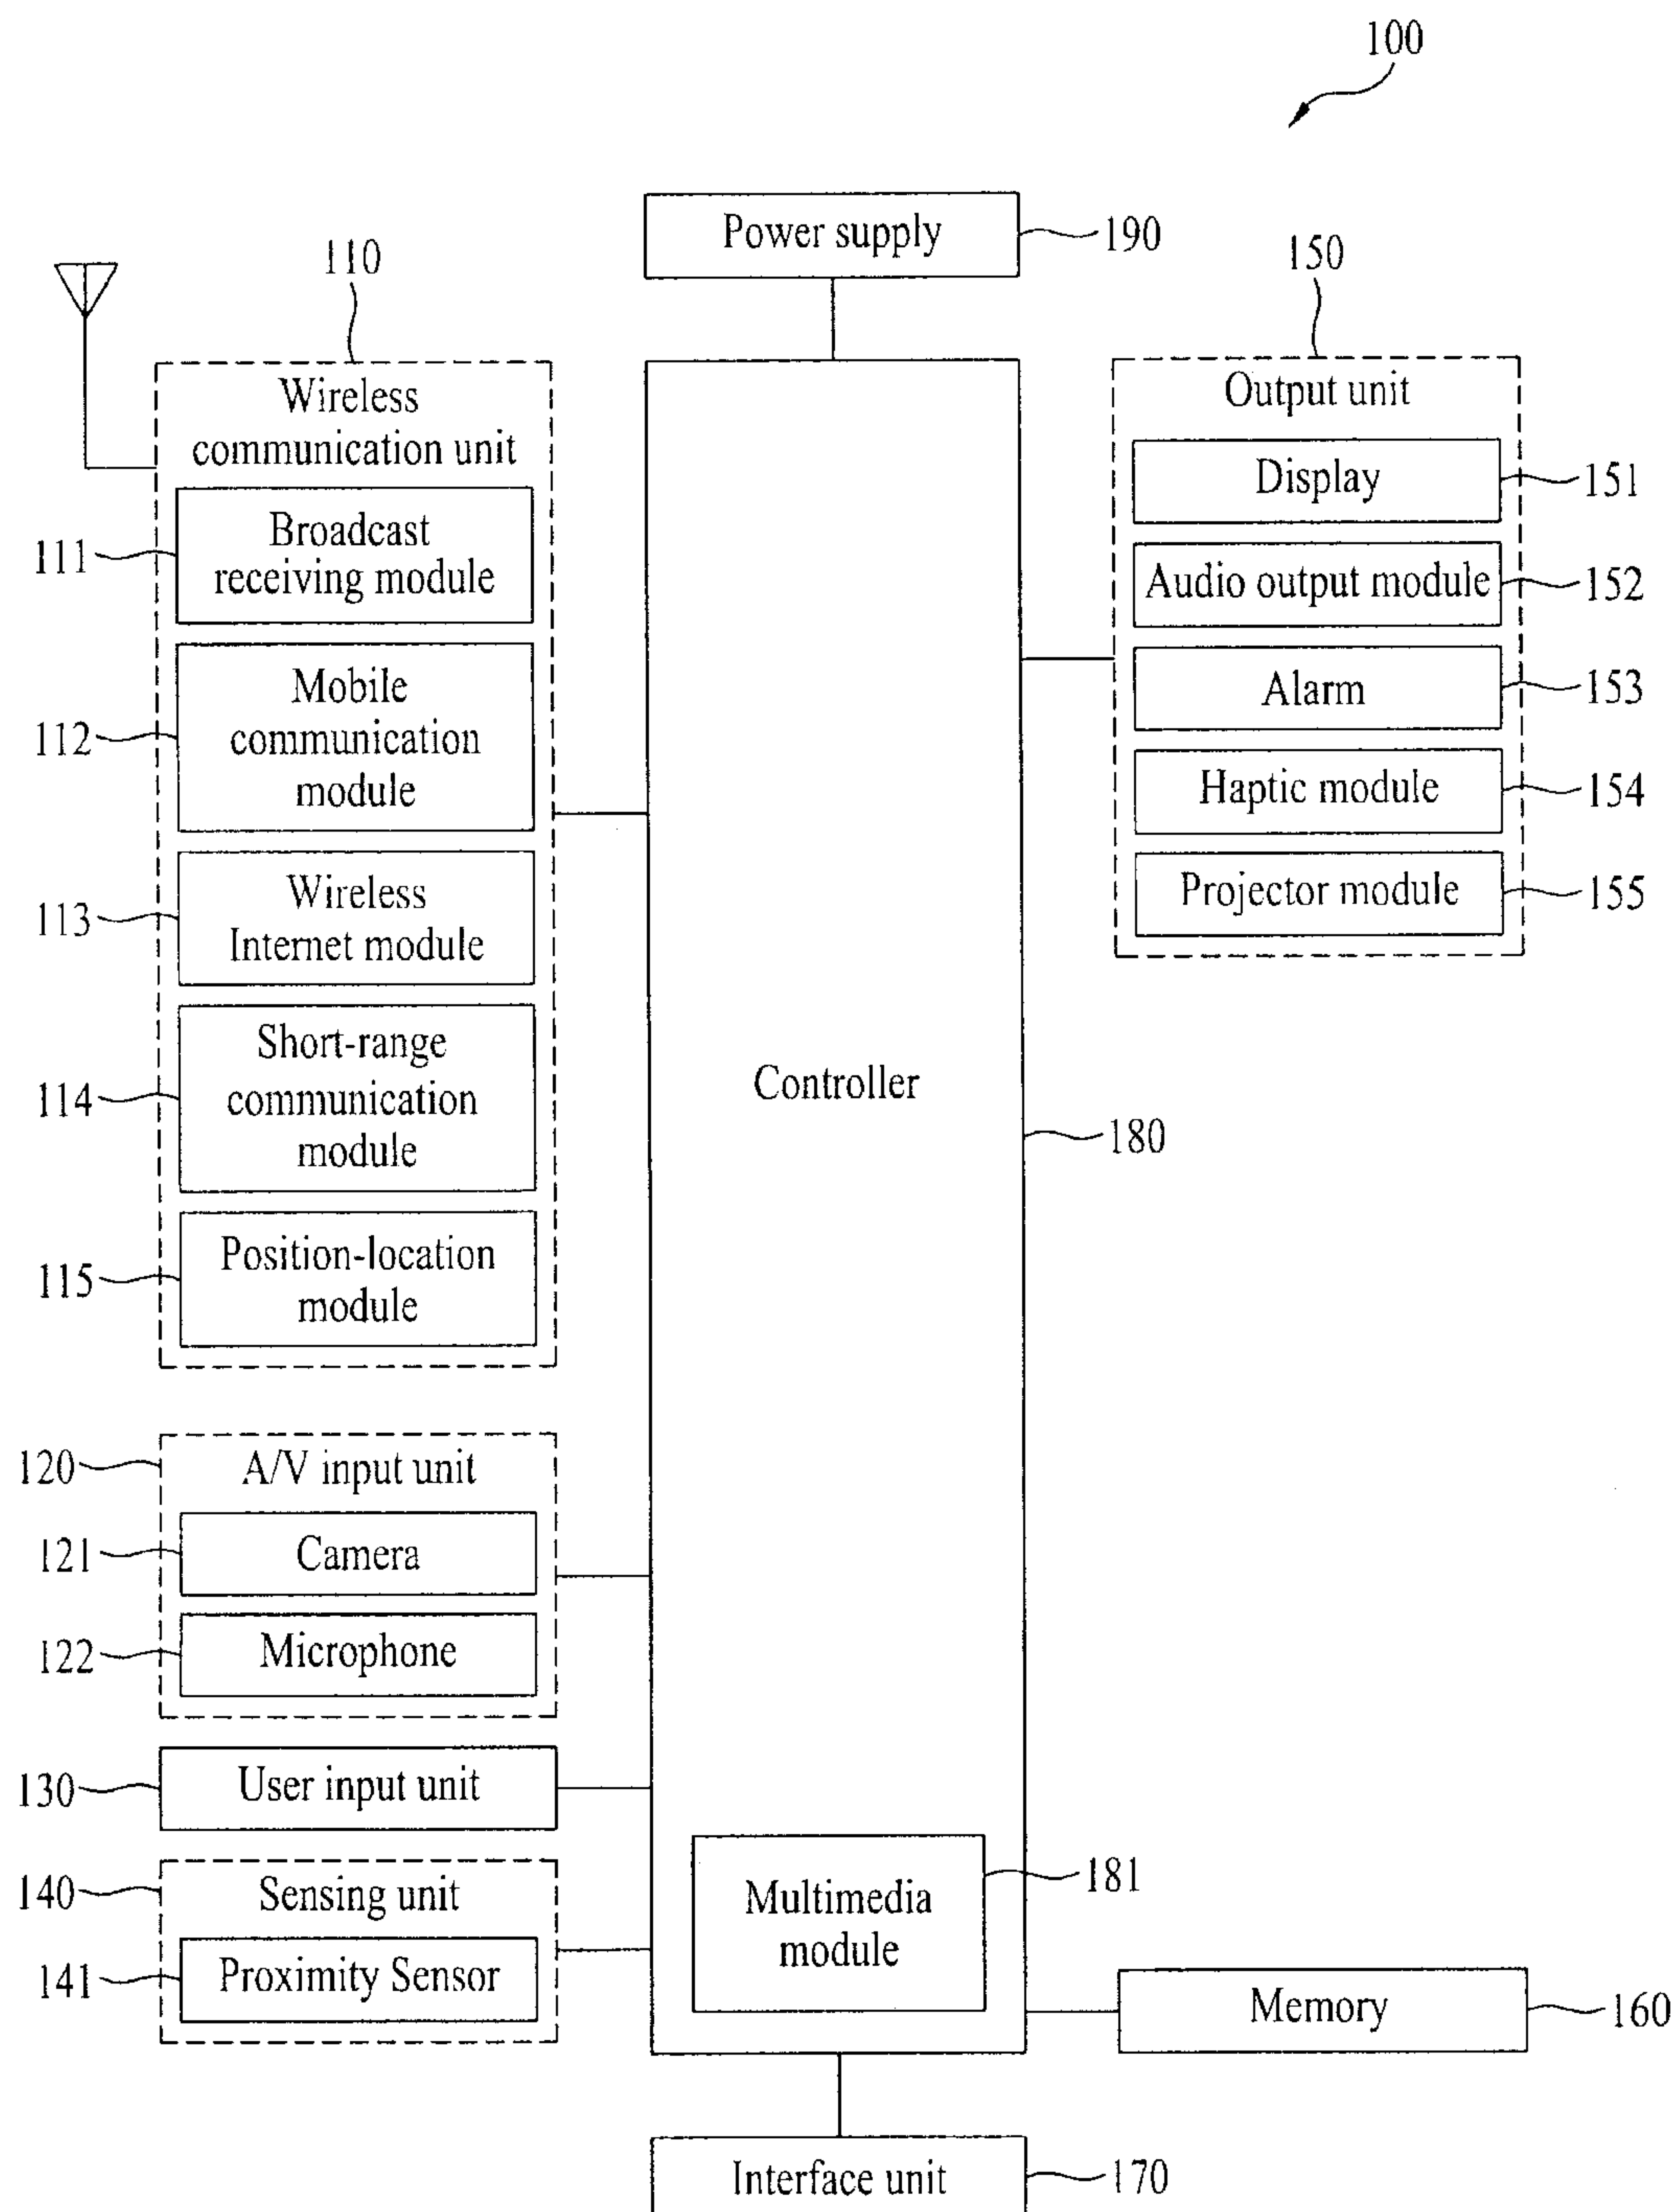 100
Power supply
190
110
Wireless
communication unit
111
Broadcast
receiving module
112
Mobile
communication
module
113
Wireless
Internet module
114
Short-range
communication
module
115
Position-location
module
120
A/V input unit
121
Camera
122
Microphone
130
User input unit
140
Sensing unit
141
Proximity Sensor
Controller
180
Multimedia
module
181
150
Output unit
Display
151
Audio output module
152
Alarm
153
Haptic module
154
Projector module
155
Memory
160
Interface unit
170